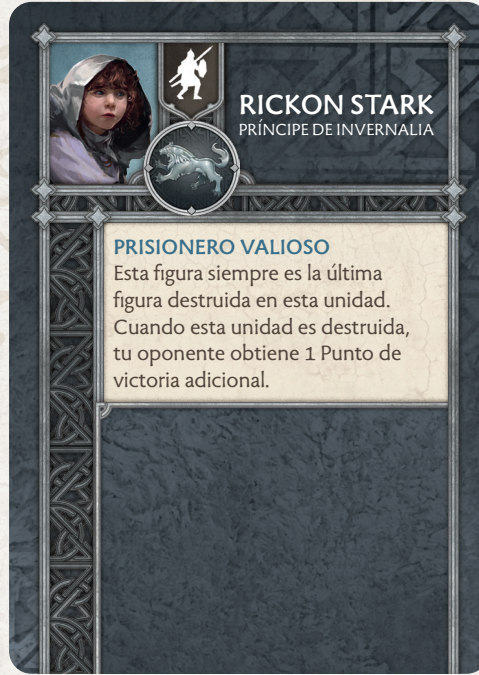 RICKON STARK
PRÍNCIPE DE INVERNALIA
PRISIONERO VALIOSO
Esta figura siempre es la última
figura destruida en esta unidad.
Cuando esta unidad es destruida,
tu oponente obtiene 1 Punto de
victoria adicional.